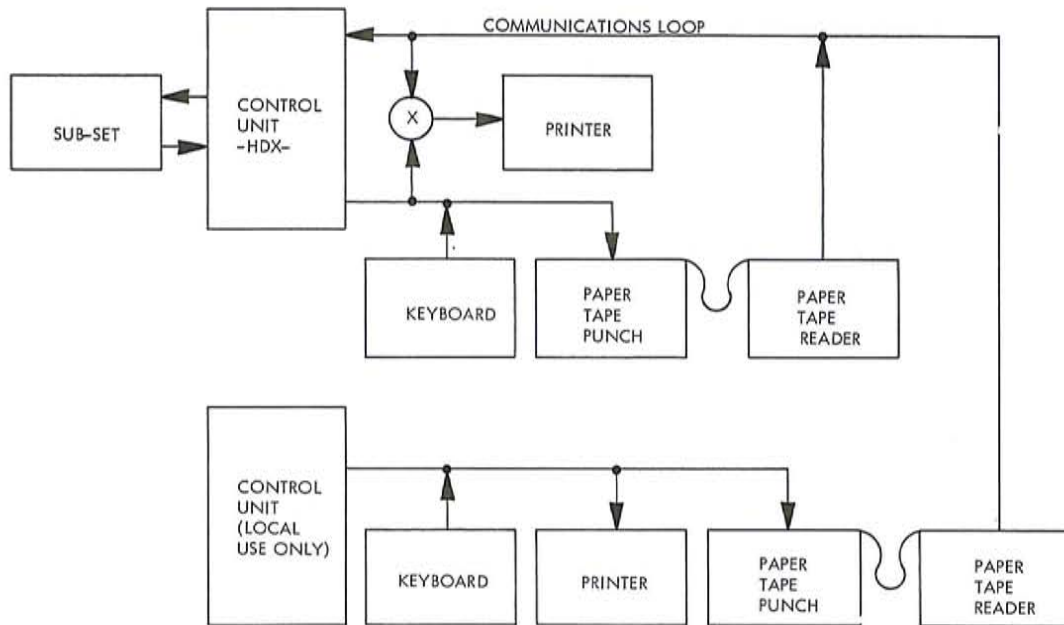 COMMUNICATIONS LOOP
SUB-SET
CONTROL
UNIT
-HDX-
X
PRINTER
KEYBOARD
PAPER
TAPE
PUNCH
PAPER
TAPE
READER
CONTROL
UNIT
(LOCAL
USE ONLY)
KEYBOARD
PRINTER
PAPER
TAPE
PUNCH
PAPER
TAPE
READER